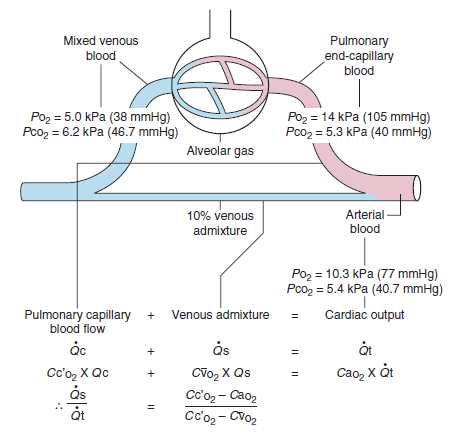 Mixed venous
blood
Pulmonary
end-capillary
blood
Po₂ = 5.0 kPa (38 mmHg)
Pco₂ = 6.2 kPa (46.7 mmHg)
Po₂ = 14 kPa (105 mmHg)
Pco₂ = 5.3 kPa (40 mmHg)
Alveolar gas
10% venous
admixture
Arterial
blood
Po₂ = 10.3 kPa (77 mmHg)
Pco₂ = 5.4 kPa (40.7 mmHg)
Pulmonary capillary + Venous admixture = Cardiac output
blood flow
Q̇c + Q̇s = Q̇t
Cc'o₂ X Q̇c + Cv̄o₂ X Q̇s = Cao₂ X Q̇t
∴ Q̇s/Q̇t = (Cc'o₂ – Cao₂)/(Cc'o₂ – Cv̄o₂)